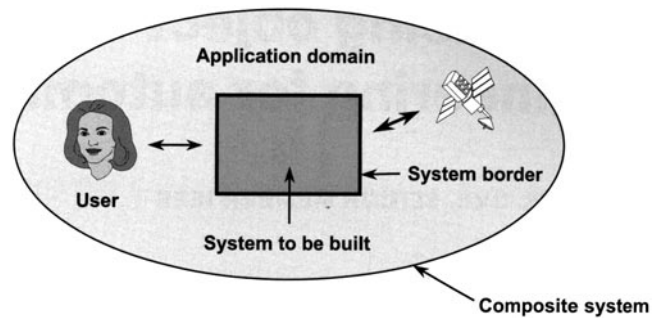 Application domain
User
System border
System to be built
Composite system